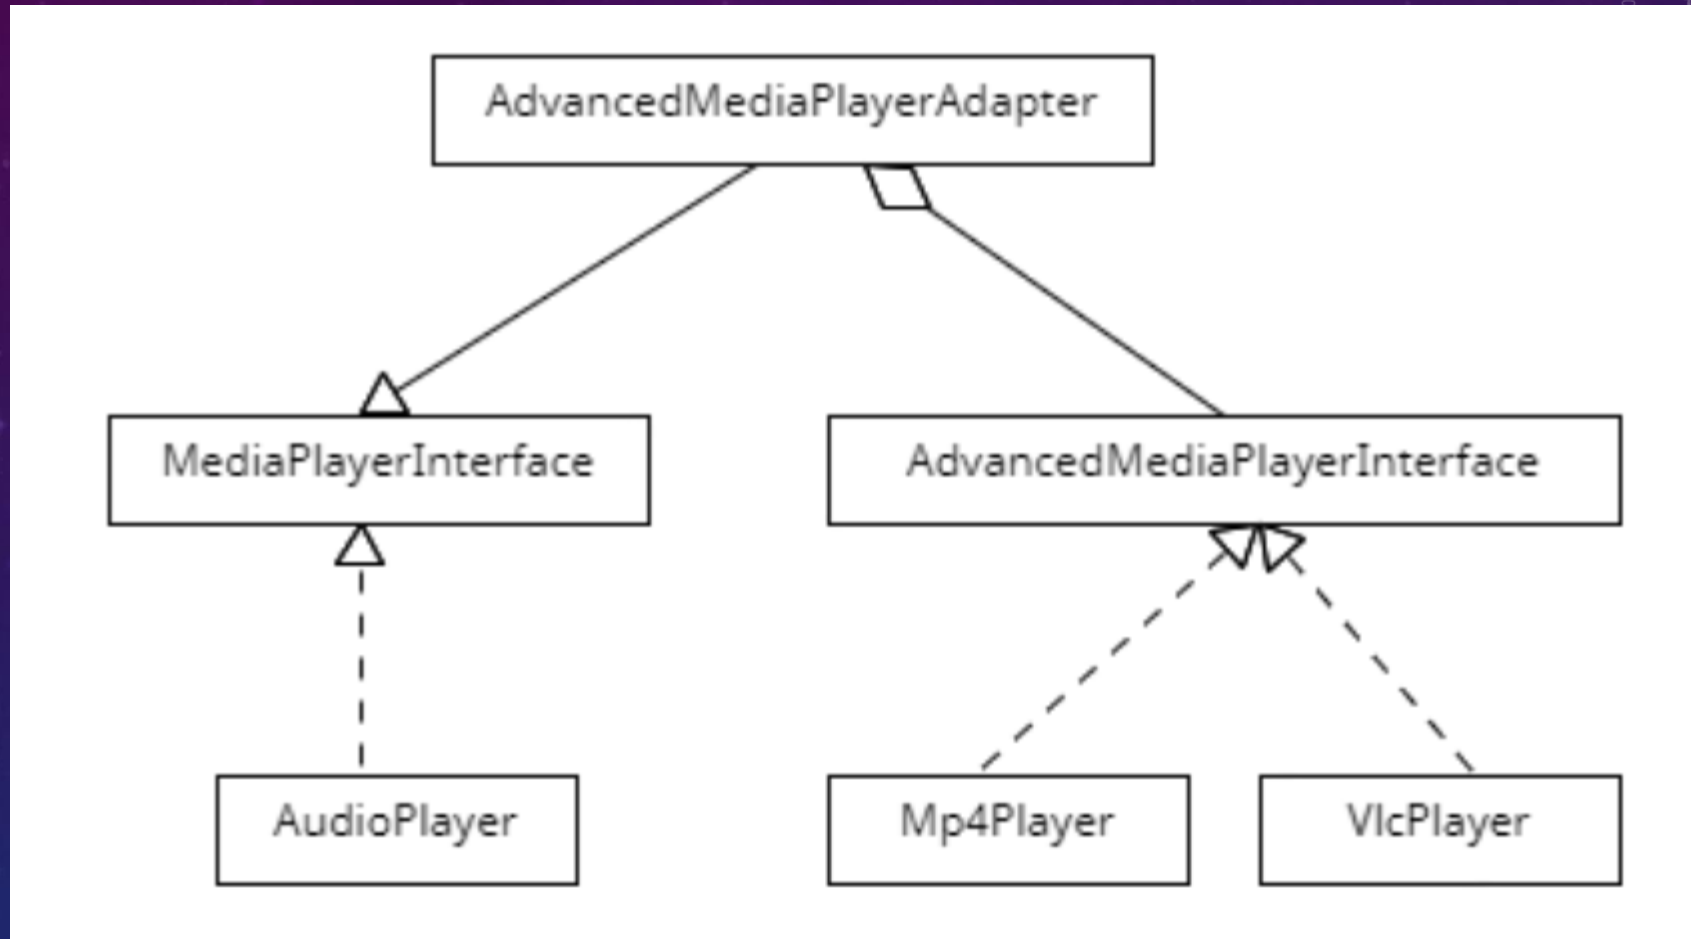 AdvancedMediaPlayerAdapter
MediaPlayerInterface
AdvancedMediaPlayerInterface
AudioPlayer
Mp4Player
VlcPlayer